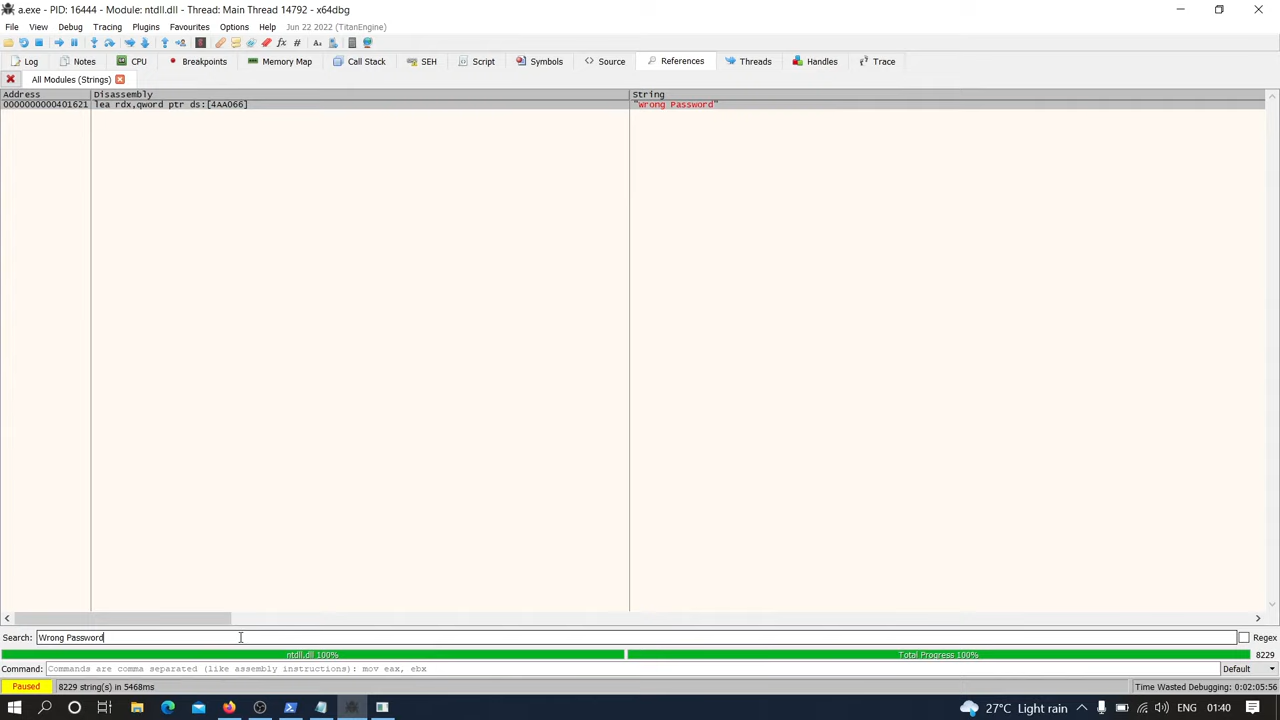 a.exe - PID: 16444 - Module: ntdll.dll - Thread: Main Thread 14792 - x64dbg
File View Debug Tracing Plugins Favourites Options Help Jun 22 2022 (TitanEngine)
Log Notes CPU Breakpoints Memory Map Call Stack SEH Script Symbols Source References Threads Handles Trace
All Modules (Strings)
Address Disassembly String
0000000000401621 lea rdx,qword ptr ds:[4AA066] "Wrong Password"
Search: Wrong Password Regex
ntdll.dll 100% Total Progress 100% 8229
Command: Commands are comma separated (like assembly instructions): mov eax, ebx Default
Paused 8229 string(s) in 5468ms Time Wasted Debugging: 0:02:05:56
27°C Light rain ENG 01:40